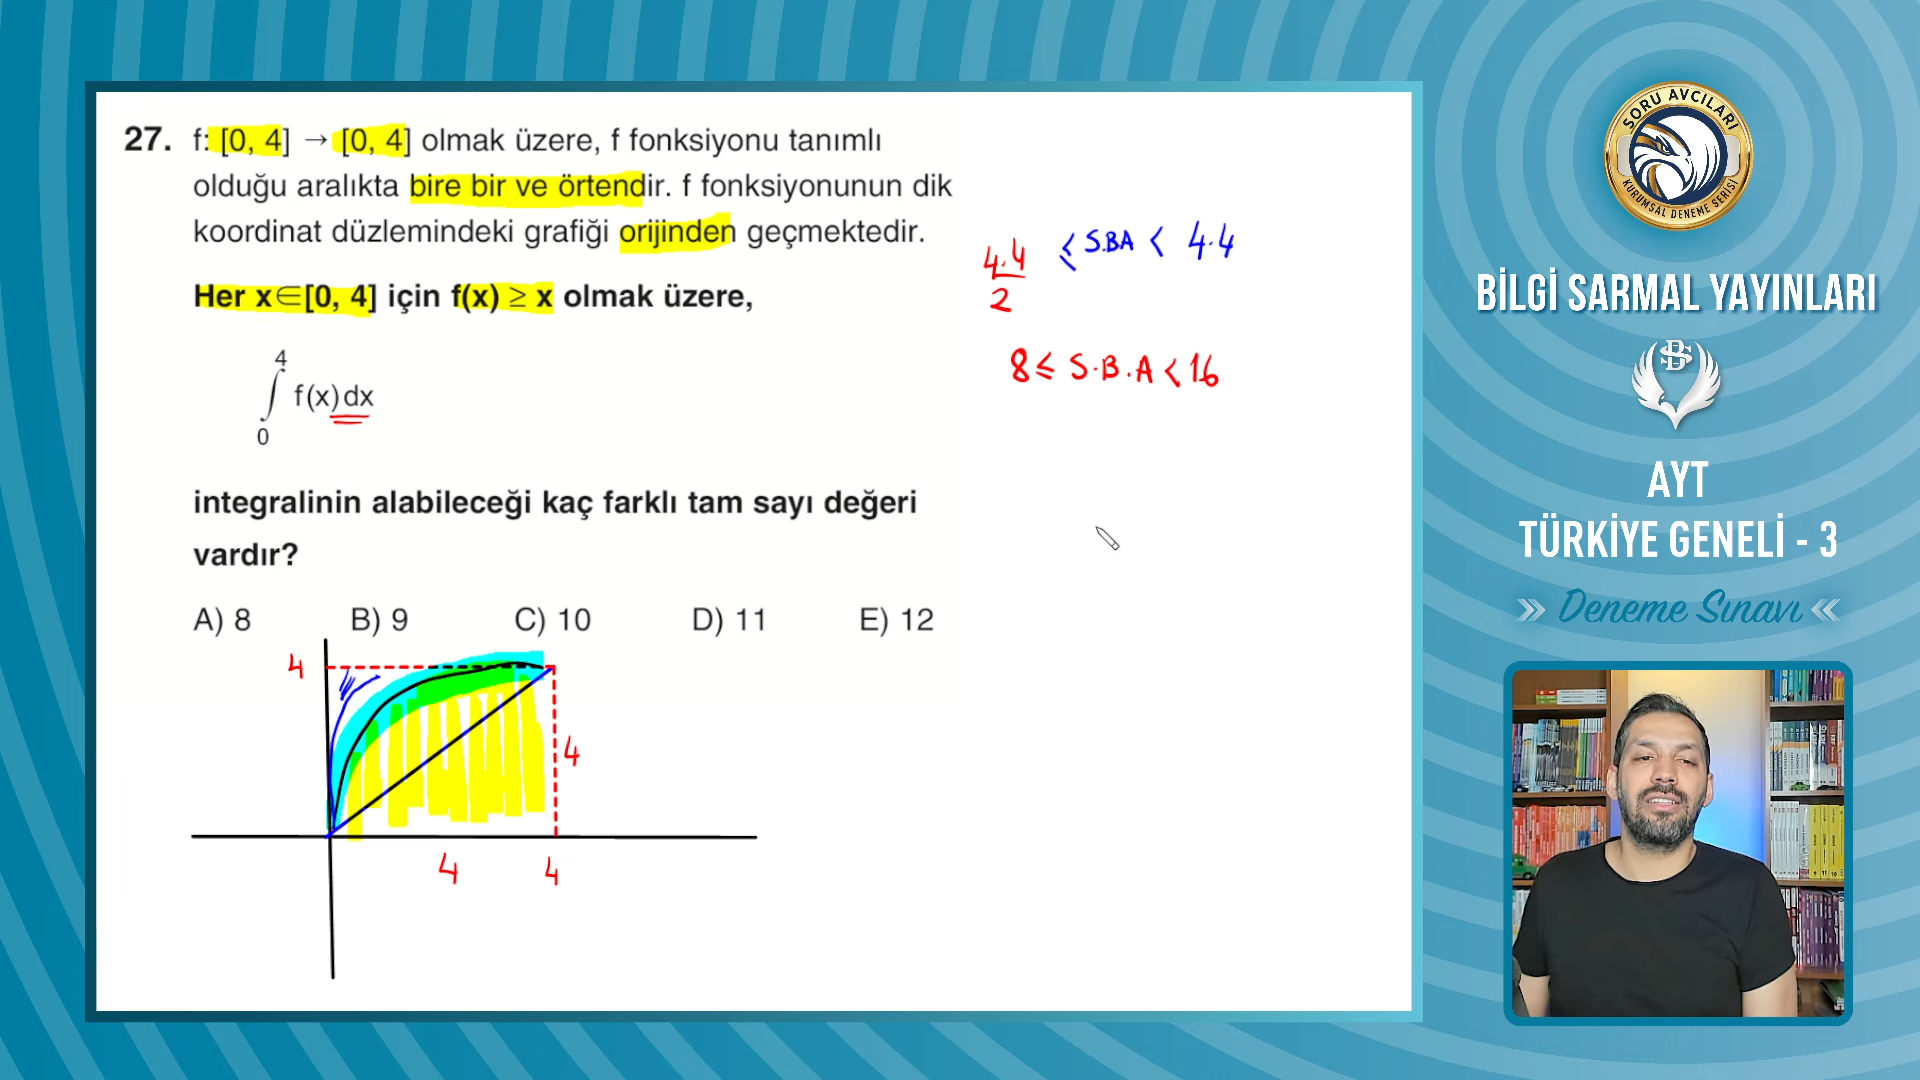 27. f: [0, 4] → [0, 4] olmak üzere, f fonksiyonu tanımlı
olduğu aralıkta bire bir ve örtendir. f fonksiyonunun dik
koordinat düzlemindeki grafiği orijinden geçmektedir.
Her x∈[0, 4] için f(x) ≥ x olmak üzere,
4
∫ f(x) dx
0
integralinin alabileceği kaç farklı tam sayı değeri
vardır?
A) 8 B) 9 C) 10 D) 11 E) 12
4
4
4 4
4.4/2 ≤ S.BA < 4.4
8 ≤ S.B.A < 16
SORU AVCILARI
KURUMSAL DENEME SERİSİ
BİLGİ SARMAL YAYINLARI
BS
AYT
TÜRKİYE GENELİ - 3
Deneme Sınavı